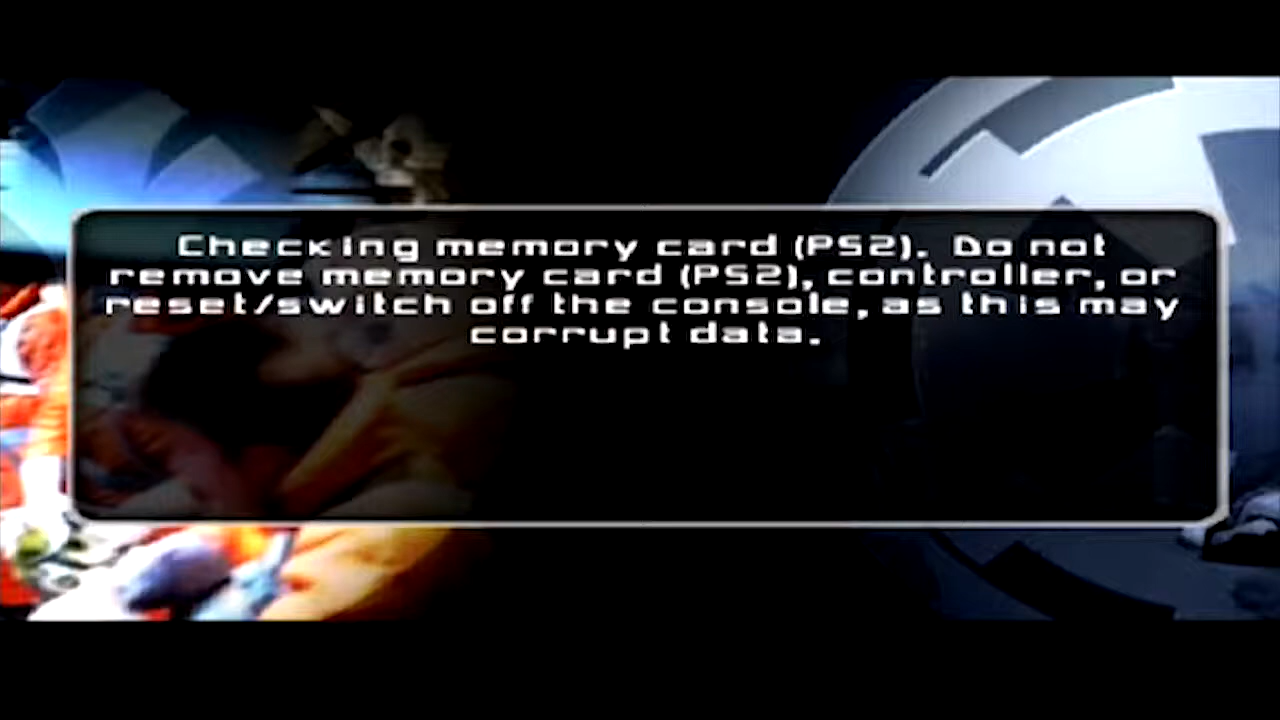 Checking memory card (PS2). Do not
remove memory card (PS2), controller, or
reset/switch off the console, as this may
corrupt data.